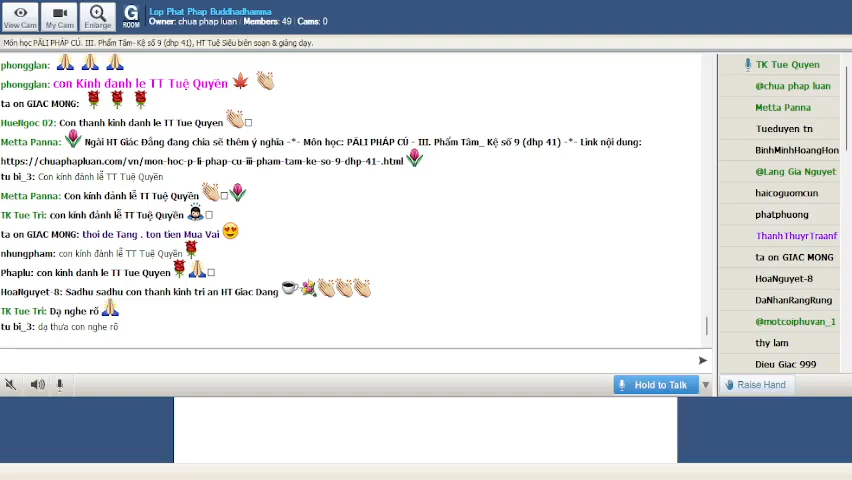 Lop Phat Phap Buddhadhamma
Owner: chua phap luan , Members: 49 , Cams: 0
View Cam
My Cam
Enlarge
G
ROOM
Môn học PÃLI PHÁP CÚ. III. Phẩm Tâm- Kệ số 9 (dhp 41), HT Tuệ Siêu biên soạn & giảng dạy.
phongglan:
phongglan: con Kính đanh le TT Tuệ Quyền
ta on GIAC MONG:
HueNgoc 02: Con thanh kinh danh le TT Tue Quyen
Metta Panna: Ngài HT Giác Đẳng đang chia sẽ thêm ý nghĩa -*- Môn học: PÃLI PHÁP CÚ - III. Phẩm Tâm_ Kệ số 9 (dhp 41) -*- Link nội dung:
https://chuaphapluan.com/vn/mon-hoc-p-li-phap-cu-iii-pham-tam-ke-so-9-dhp-41-.html
tu bi_3: Con kính đảnh lễ TT Tuệ Quyền
Metta Panna: Con kính đảnh lễ TT Tuệ Quyền
TK Tue Tri: con kính đảnh lễ TT Tuệ Quyền
ta on GIAC MONG: thoi de Tang . ton tien Mua Vai
nhungpham: con kính đảnh lễ TT Tuệ Quyền
Phaplu: con kinh danh le TT Tue Quyen
HoaNguyet-8: Sadhu sadhu con thanh kinh tri an HT Giac Dang
TK Tue Tri: Dạ nghe rõ
tu bi_3: dạ thưa con nghe rõ
Hold to Talk
TK Tue Quyen
@chua phap luan
Metta Panna
Tueduyen tn
BinhMinhHoangHon
@Lang Gia Nguyet
haicoguomcun
phatphuong
ThanhThuyrTraanf
ta on GIAC MONG
HoaNguyet-8
DaNhanRangRung
@motcoiphuvan_1
thy lam
Dieu Giac 999
Raise Hand